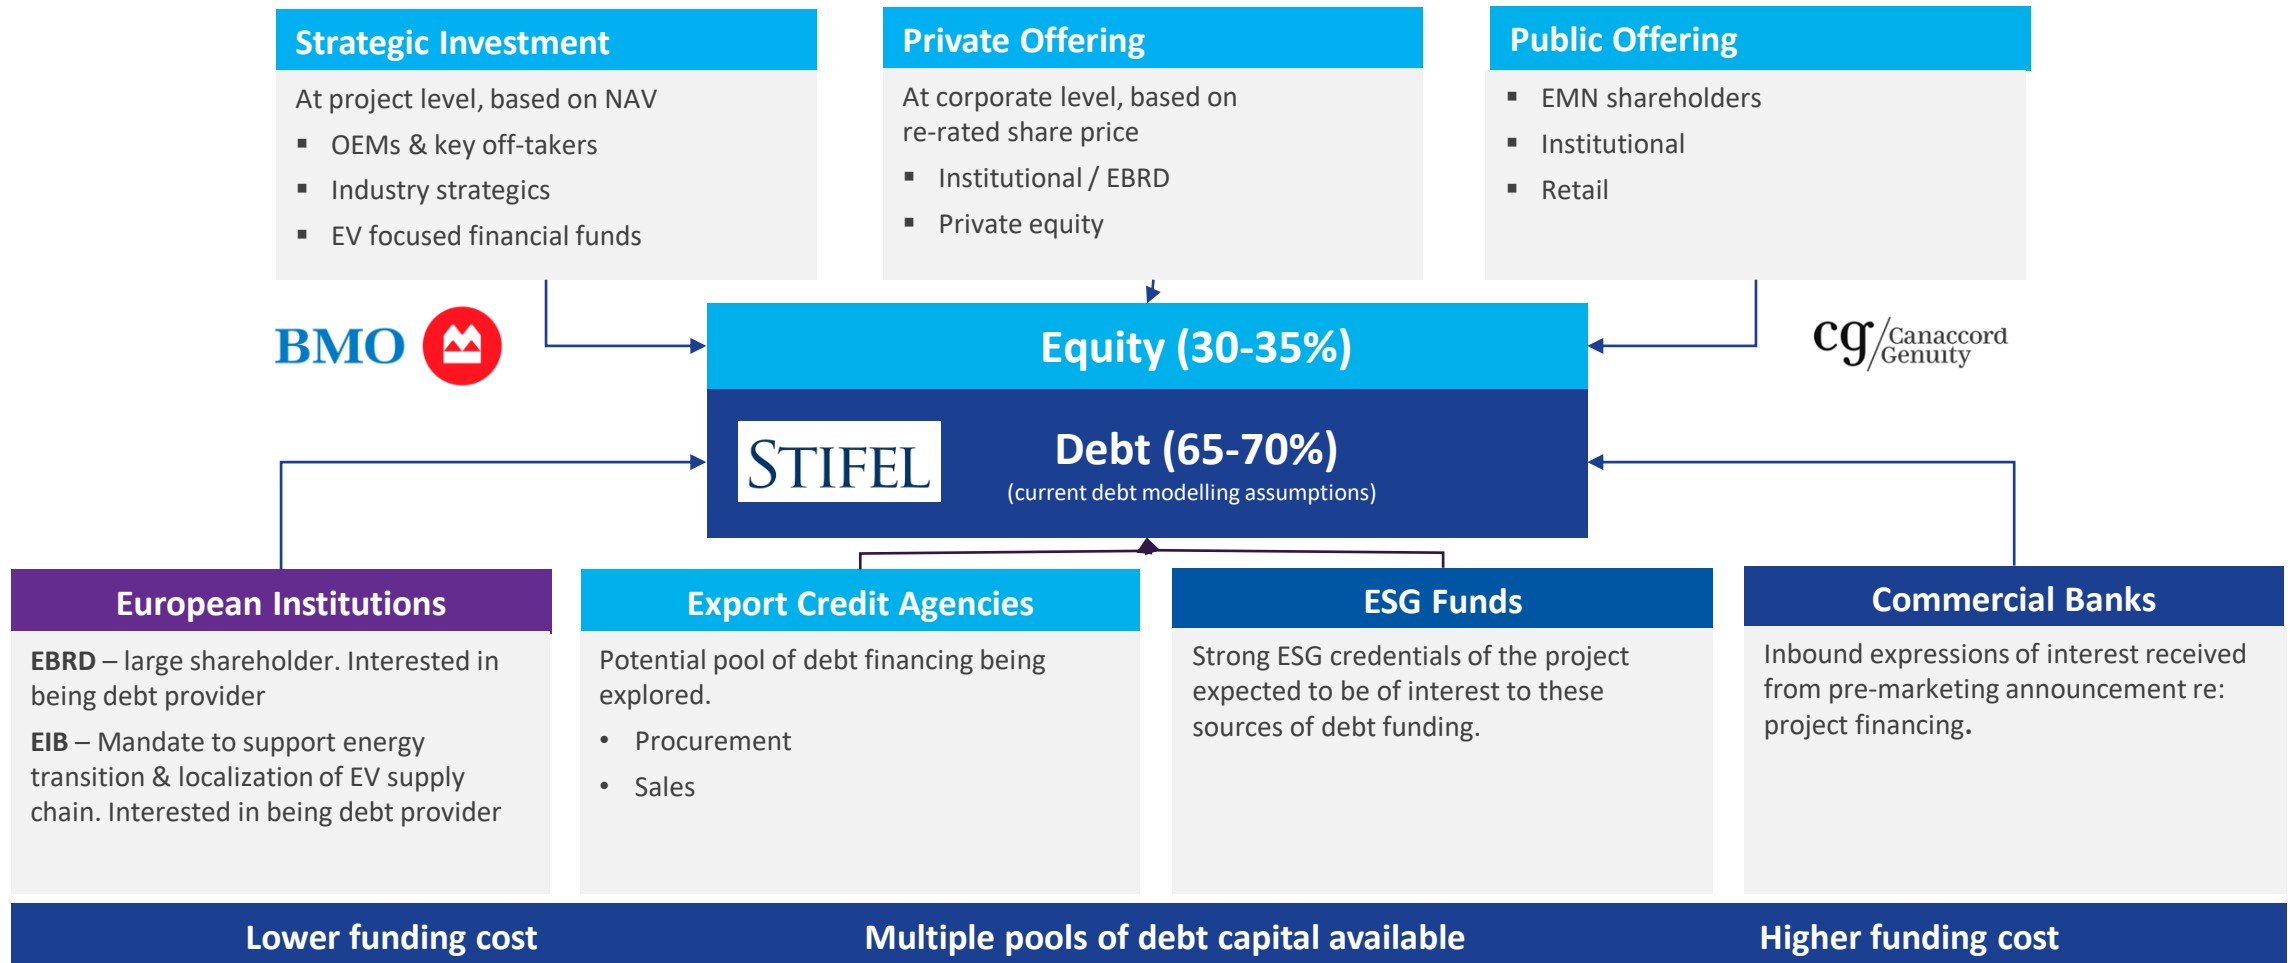 Strategic Investment
At project level, based on NAV
▪ OEMs & key off-takers
▪ Industry strategics
▪ EV focused financial funds
Private Offering
At corporate level, based on
re-rated share price
▪ Institutional / EBRD
▪ Private equity
Public Offering
▪ EMN shareholders
▪ Institutional
▪ Retail
BMO
Equity (30-35%)
cg/Canaccord
Genuity
STIFEL
Debt (65-70%)
(current debt modelling assumptions)
European Institutions
EBRD – large shareholder. Interested in
being debt provider
EIB – Mandate to support energy
transition & localization of EV supply
chain. Interested in being debt provider
Export Credit Agencies
Potential pool of debt financing being
explored.
• Procurement
• Sales
ESG Funds
Strong ESG credentials of the project
expected to be of interest to these
sources of debt funding.
Commercial Banks
Inbound expressions of interest received
from pre-marketing announcement re:
project financing.
Lower funding cost
Multiple pools of debt capital available
Higher funding cost